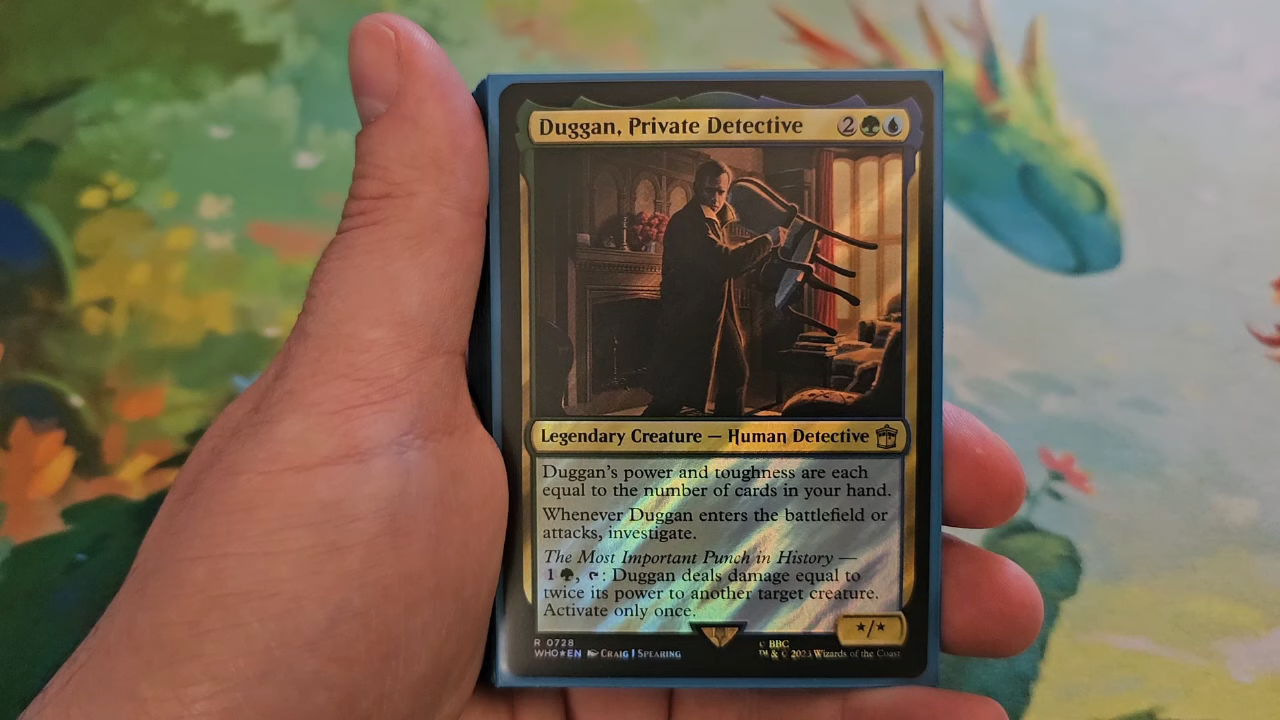 Duggan, Private Detective 2
Legendary Creature — Human Detective
Duggan's power and toughness are each
equal to the number of cards in your hand.
Whenever Duggan enters the battlefield or
attacks, investigate.
The Most Important Punch in History —
1 , : Duggan deals damage equal to
twice its power to another target creature.
Activate only once.
★/★
R 0728
WHO★EN Craig J Spearing
© BBC
™ & © 2023 Wizards of the Coast